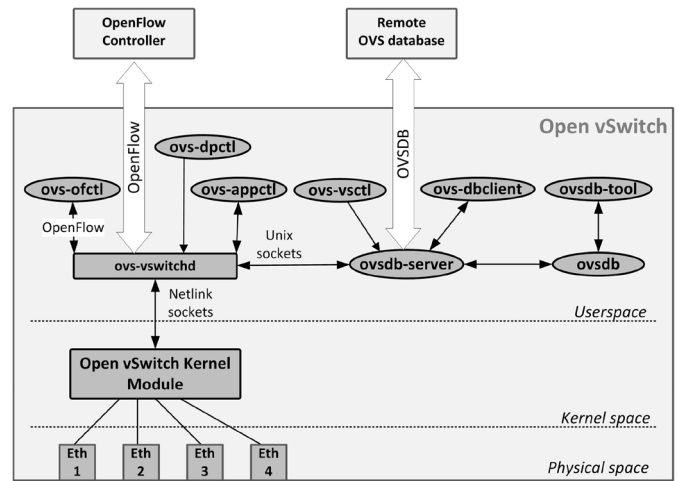 OpenFlow
Controller
Remote
OVS database
Open vSwitch
OpenFlow
OVSDB
ovs-dpctl
ovs-ofctl
ovs-appctl
ovs-vsctl
ovs-dbclient
ovsdb-tool
OpenFlow
Unix
sockets
ovs-vswitchd
ovsdb-server
ovsdb
Netlink
sockets
Userspace
Open vSwitch Kernel
Module
Kernel space
Eth
1
Eth
2
Eth
3
Eth
4
Physical space